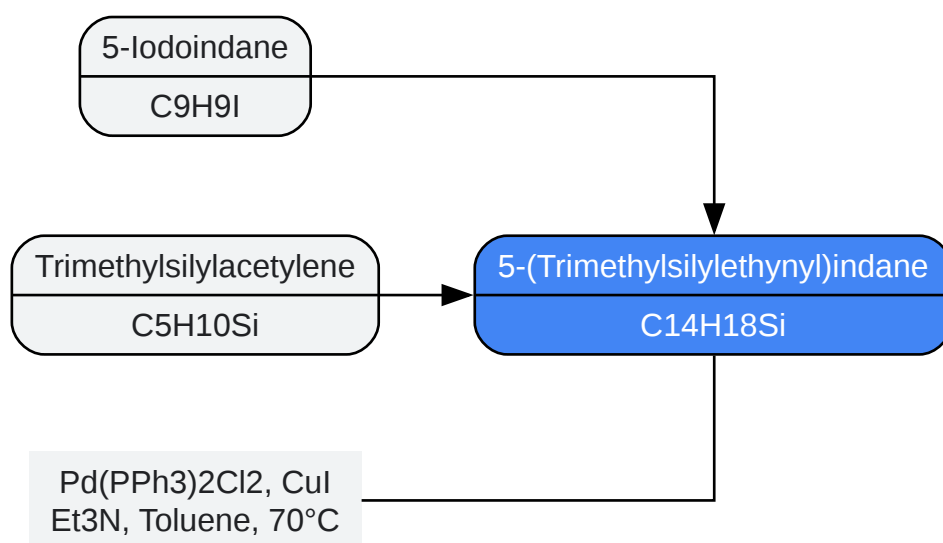 5-Iodoindane
C9H9I
Trimethylsilylacetylene
C5H10Si
5-(Trimethylsilylethynyl)indane
C14H18Si
Pd(PPh3)2Cl2, CuI
Et3N, Toluene, 70°C